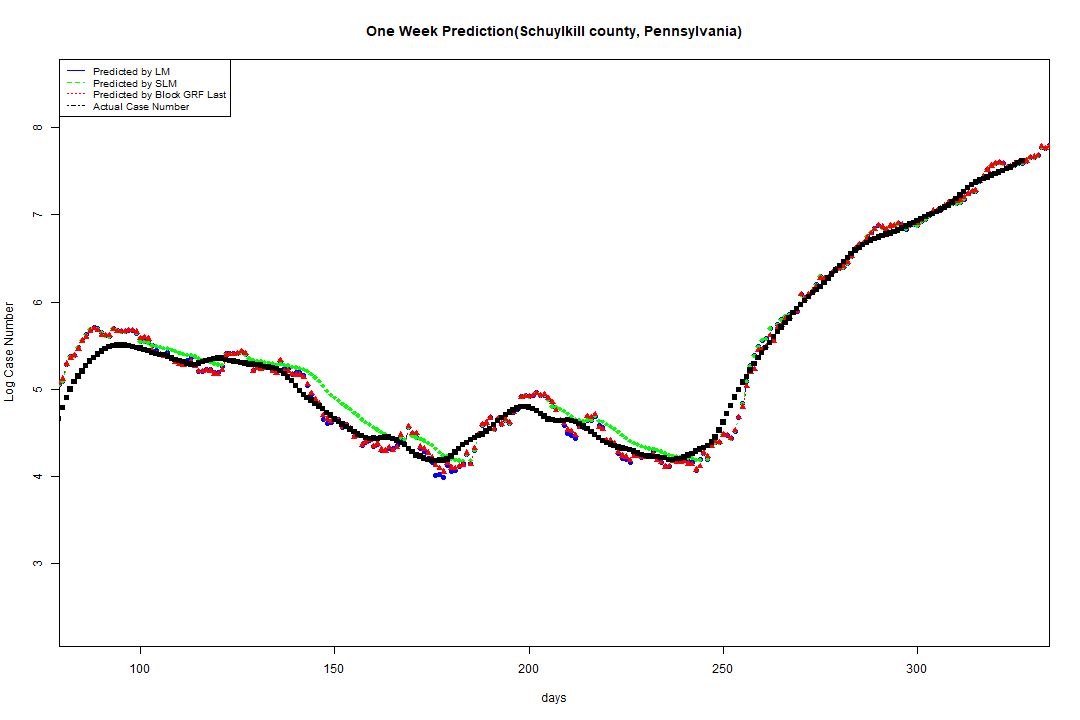 One Week Prediction(Schuylkill county, Pennsylvania)
Predicted by LM
Predicted by SLM
Predicted by Block GRF Last
Actual Case Number
8
7
6
5
4
3
Log Case Number
100 150 200 250 300
days